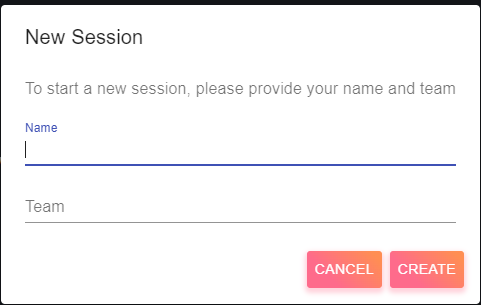 New Session
To start a new session, please provide your name and team
Name
Team
CANCEL CREATE